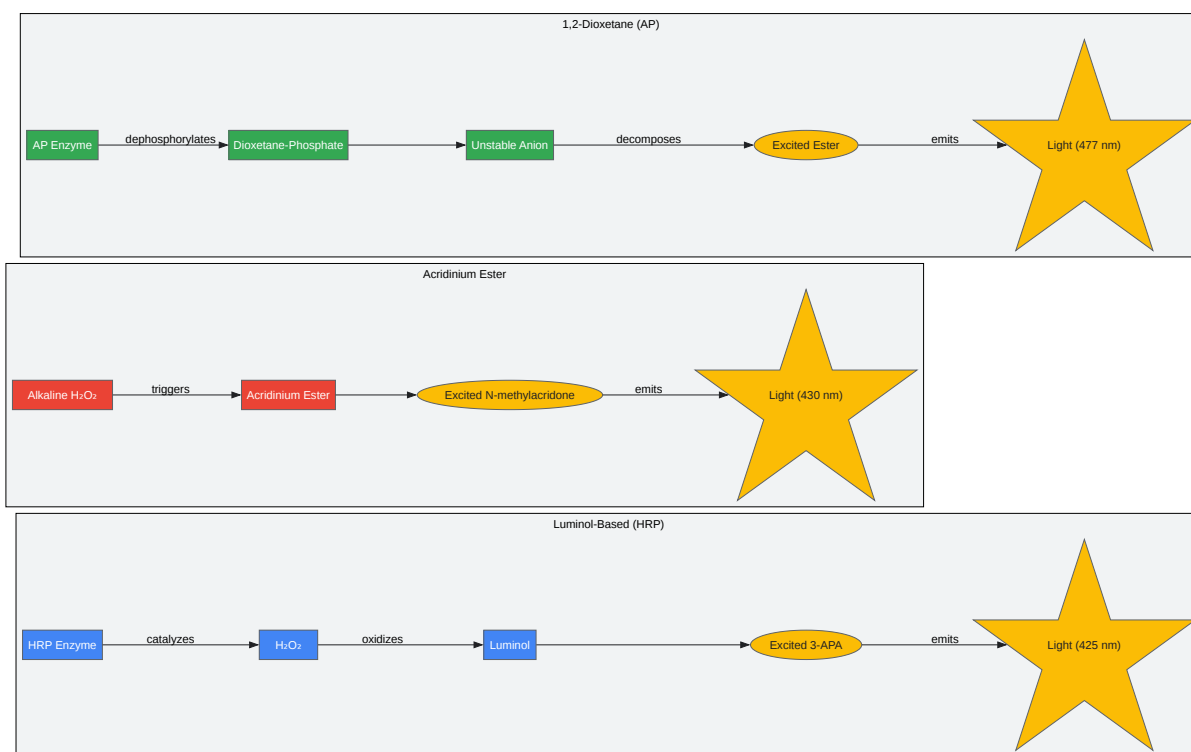 1,2-Dioxetane (AP)
AP Enzyme
dephosphorylates
Dioxetane-Phosphate
Unstable Anion
decomposes
Excited Ester
emits
Light (477 nm)
Acridinium Ester
Alkaline H₂O₂
triggers
Acridinium Ester
Excited N-methylacridone
emits
Light (430 nm)
Luminol-Based (HRP)
HRP Enzyme
catalyzes
H₂O₂
oxidizes
Luminol
Excited 3-APA
emits
Light (425 nm)